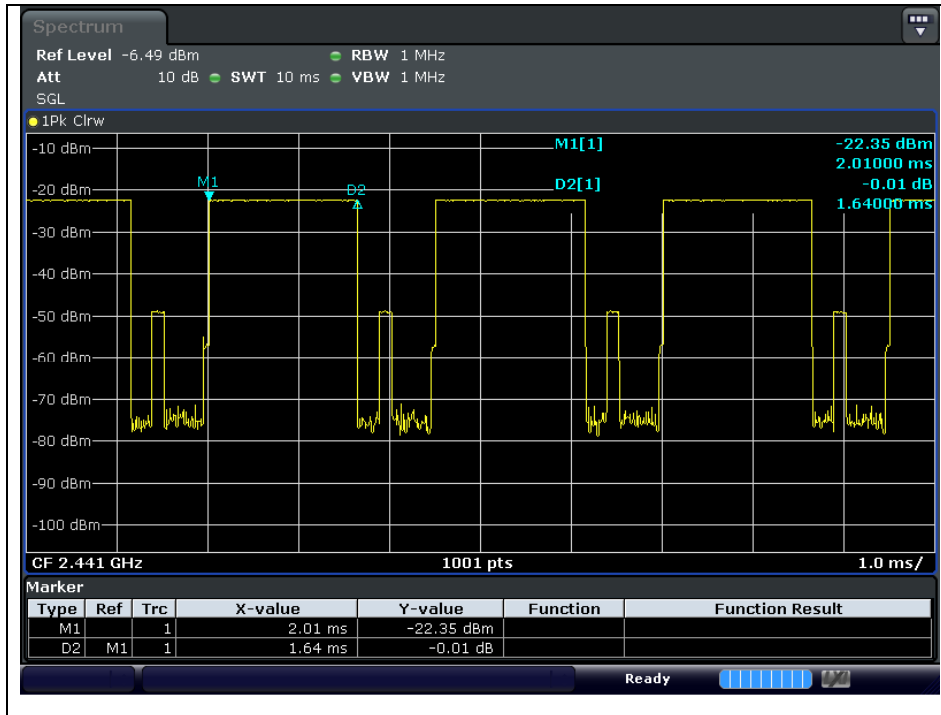 Spectrum
Ref Level -6.49 dBm RBW 1 MHz
Att 10 dB SWT 10 ms VBW 1 MHz
SGL
1Pk Clrw
M1[1] -22.35 dBm
2.01000 ms
D2[1] -0.01 dB
1.64000 ms
-10 dBm
-20 dBm
M1
D2
-30 dBm
-40 dBm
-50 dBm
-60 dBm
-70 dBm
-80 dBm
-90 dBm
-100 dBm
CF 2.441 GHz 1001 pts 1.0 ms/
Marker
Type Ref Trc X-value Y-value Function Function Result
M1 1 2.01 ms -22.35 dBm
D2 M1 1 1.64 ms -0.01 dB
Ready